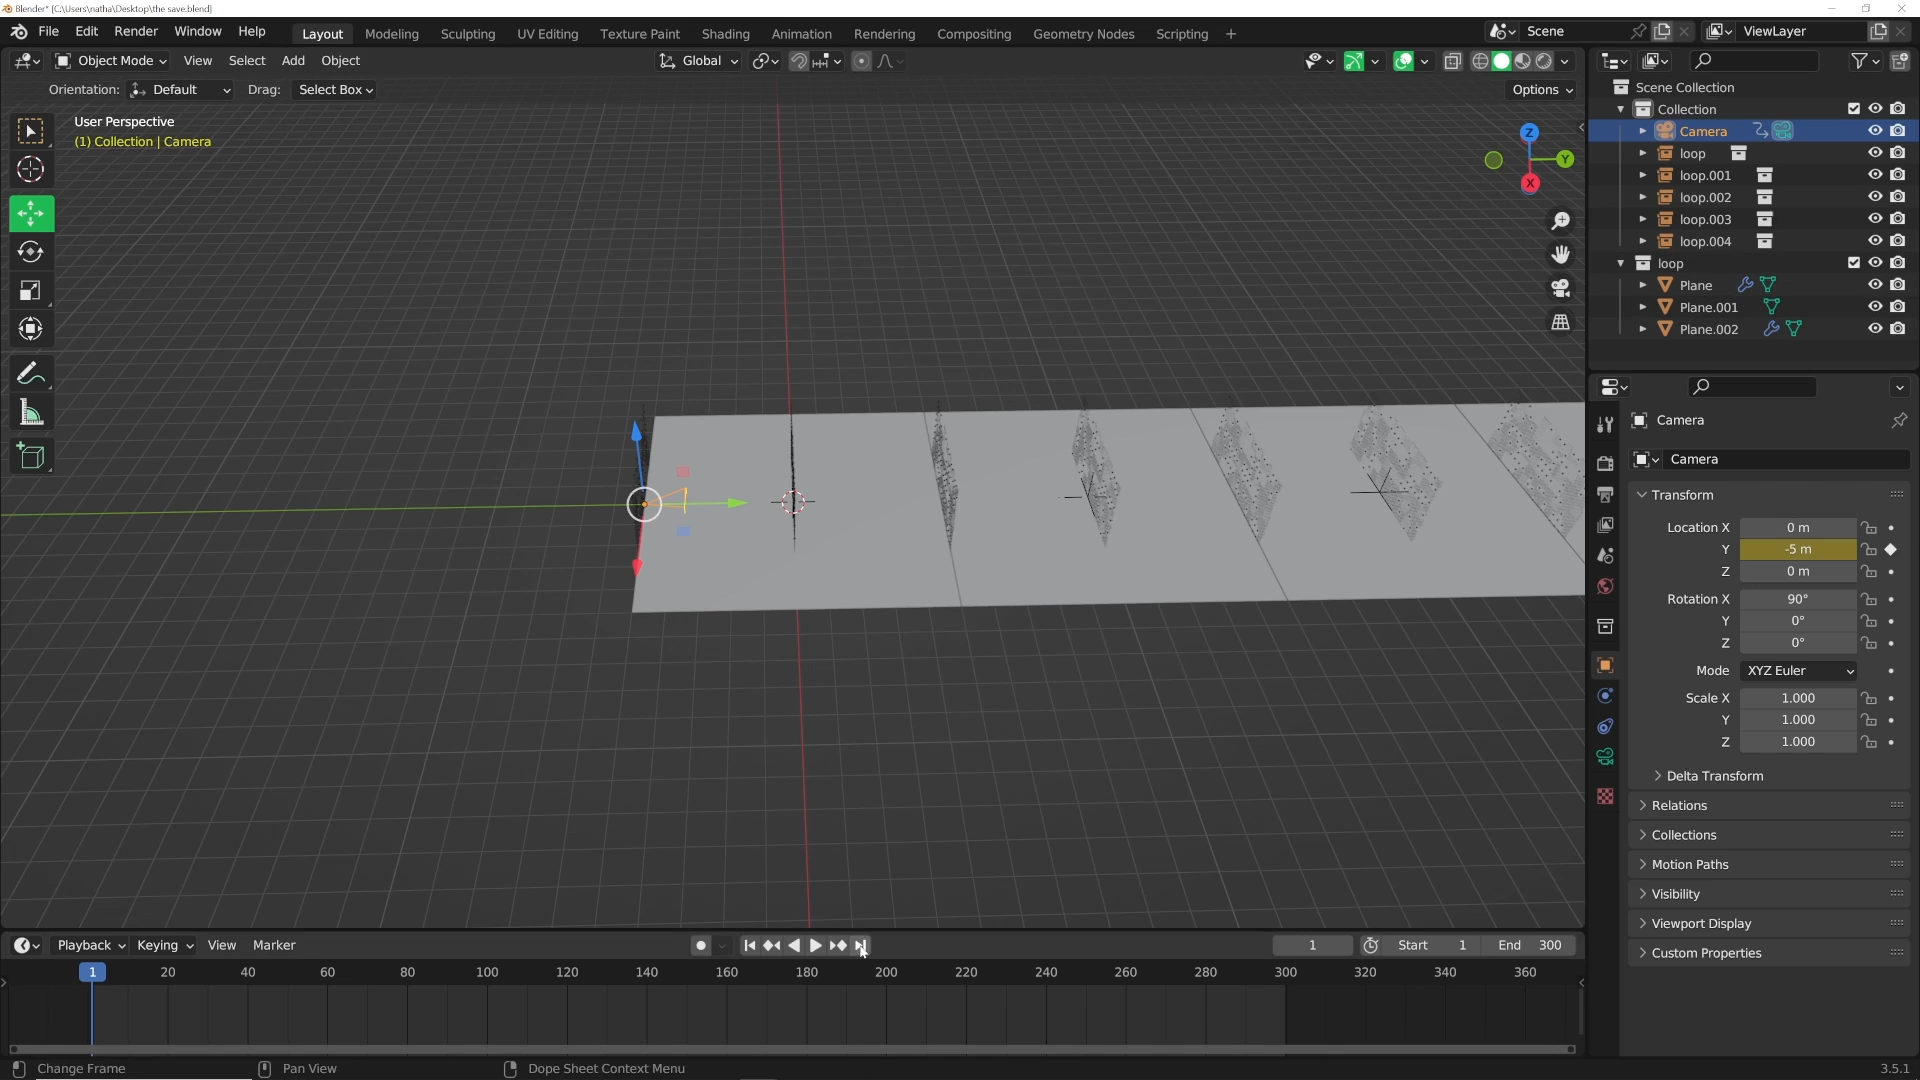 Blender* [C:\Users\natha\Desktop\the save.blend]
File Edit Render Window Help Layout Modeling Sculpting UV Editing Texture Paint Shading Animation Rendering Compositing Geometry Nodes Scripting + Scene ViewLayer
Object Mode View Select Add Object Global
Orientation: Default Drag: Select Box Options
User Perspective
(1) Collection | Camera
Z
Y
X
Scene Collection
Collection
Camera
loop
loop.001
loop.002
loop.003
loop.004
loop
Plane
Plane.001
Plane.002
Camera
Camera
Transform
Location X 0 m
Y -5 m
Z 0 m
Rotation X 90°
Y 0°
Z 0°
Mode XYZ Euler
Scale X 1.000
Y 1.000
Z 1.000
Delta Transform
Relations
Collections
Motion Paths
Visibility
Viewport Display
Custom Properties
Playback Keying View Marker 1 Start 1 End 300
1 20 40 60 80 100 120 140 160 180 200 220 240 260 280 300 320 340 360
Change Frame Pan View Dope Sheet Context Menu 3.5.1